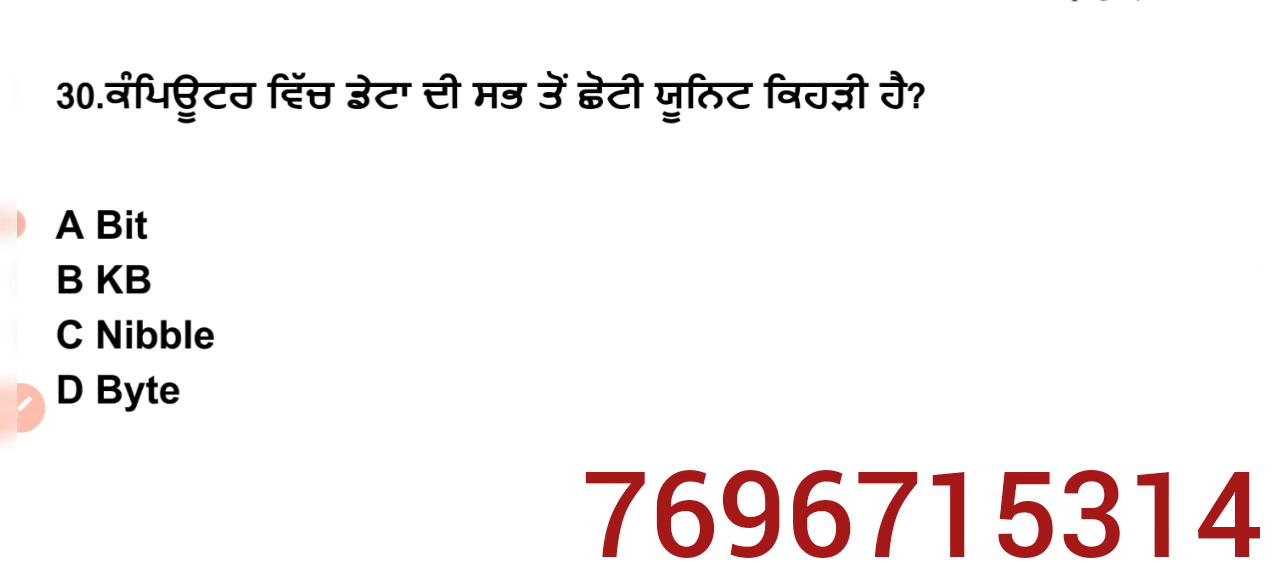 30.ਕੰਪਿਊਟਰ ਵਿੱਚ ਡੇਟਾ ਦੀ ਸਭ ਤੋਂ ਛੋਟੀ ਯੂਨਿਟ ਕਿਹੜੀ ਹੈ?
A Bit
B KB
C Nibble
D Byte
7696715314